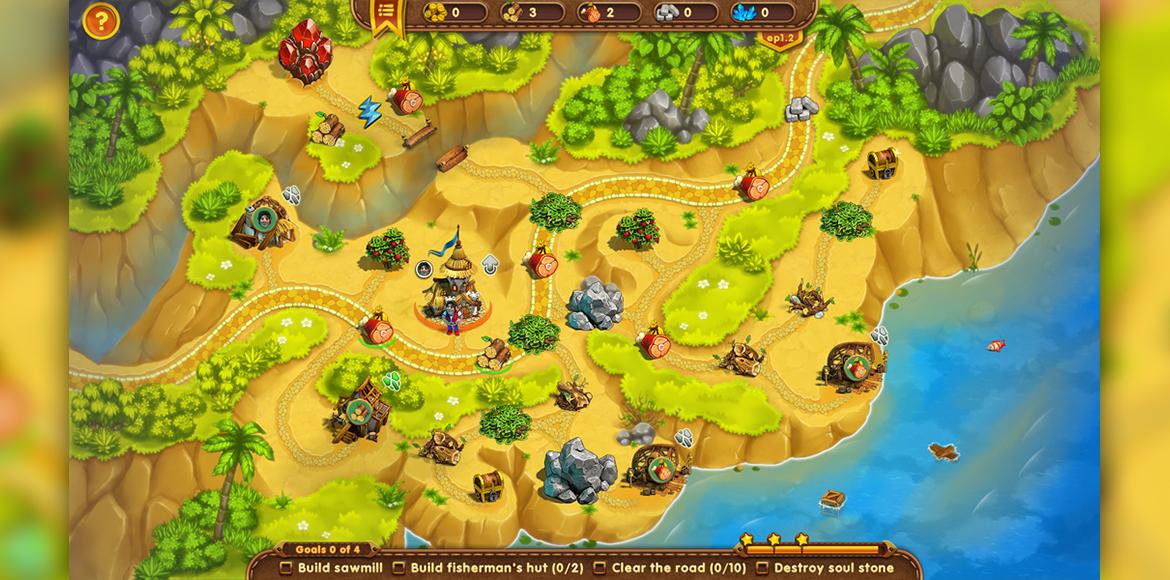 ?
0
3
2
0
0
ep1.2
Goals 0 of 4
Build sawmill
Build fisherman's hut (0/2)
Clear the road (0/10)
Destroy soul stone